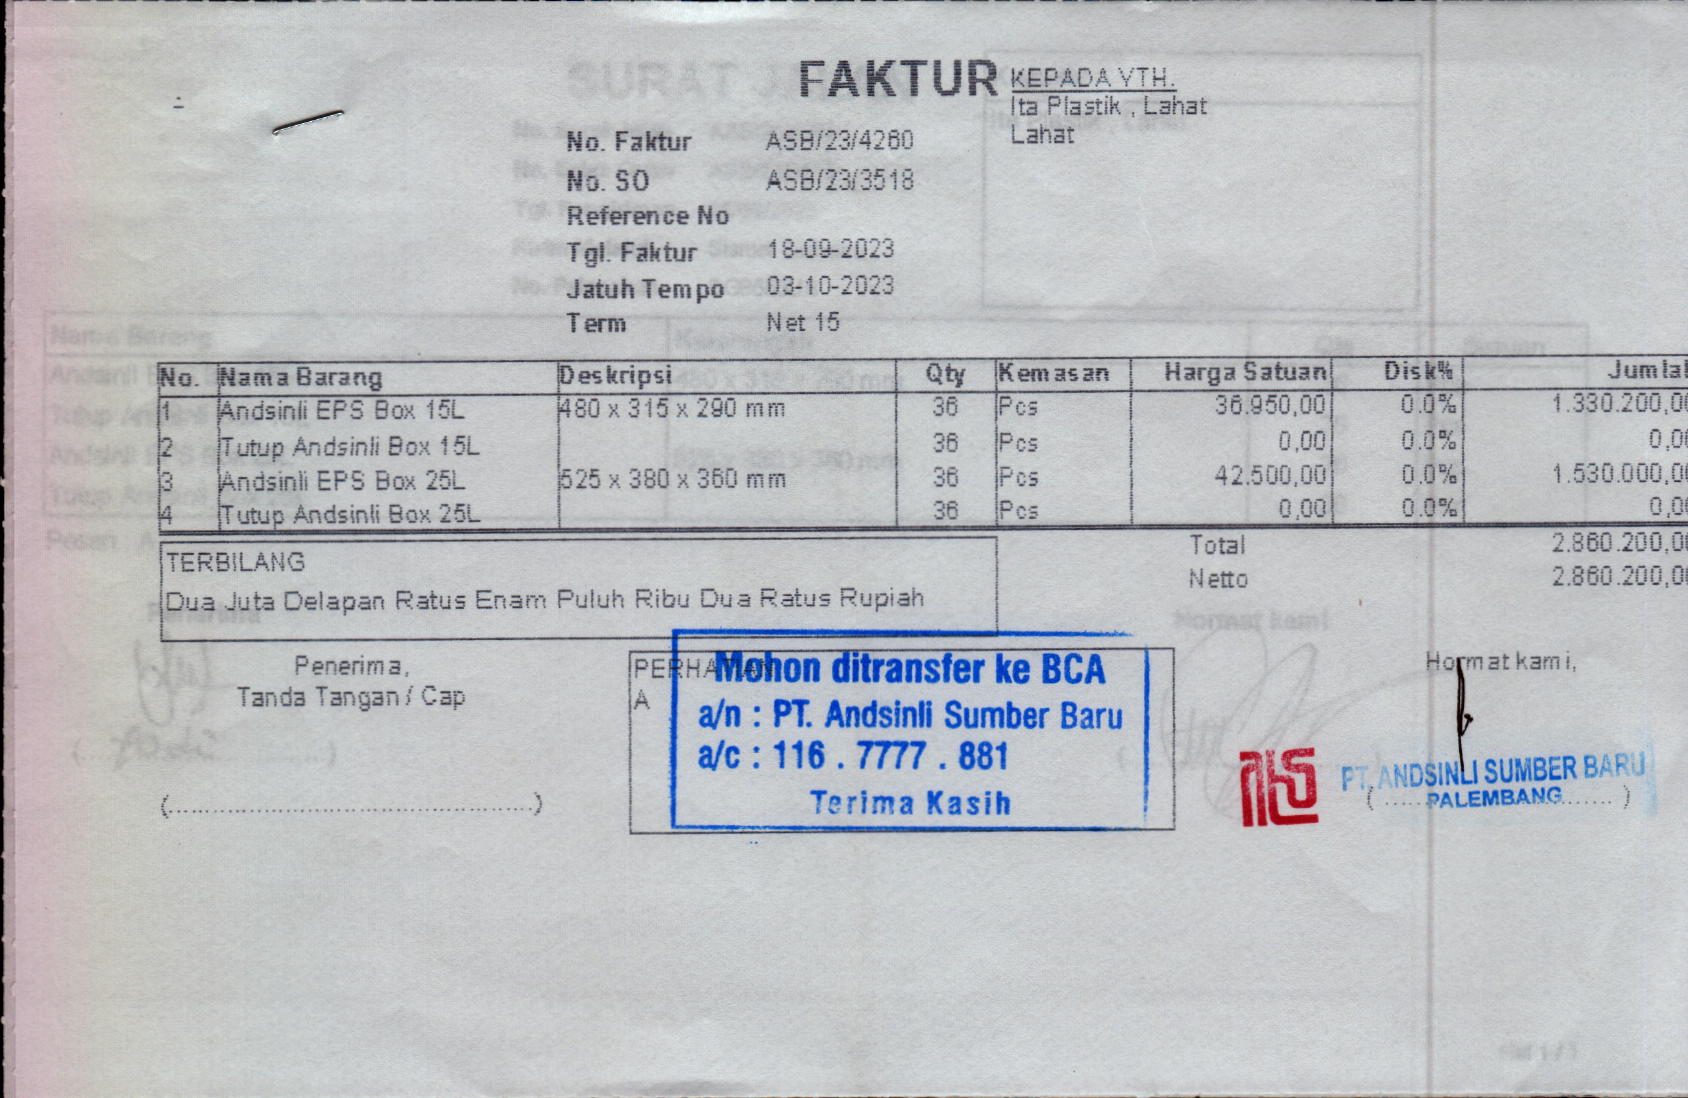 FAKTUR
KEPADA YTH.
Ita Plastik , Lahat
Lahat
No. Faktur ASB/23/4260
No. SO ASB/23/3518
Reference No
Tgl. Faktur 18-09-2023
Jatuh Tempo 03-10-2023
Term Net 15
No. Nama Barang Deskripsi Qty Kemasan Harga Satuan Disk% Jumlal
1 Andsinli EPS Box 15L 480 x 315 x 290 mm 36 Pcs 36.950,00 0.0% 1.330.200,00
2 Tutup Andsinli Box 15L 36 Pcs 0,00 0.0% 0,00
3 Andsinli EPS Box 25L 525 x 380 x 360 mm 36 Pcs 42.500,00 0.0% 1.530.000,00
4 Tutup Andsinli Box 25L 36 Pcs 0,00 0.0% 0,00
Total 2.860.200,00
Netto 2.860.200,00
TERBILANG
Dua Juta Delapan Ratus Enam Puluh Ribu Dua Ratus Rupiah
Penerima,
Tanda Tangan / Cap
(................................................)
PERHATIAN
A
Mohon ditransfer ke BCA
a/n : PT. Andsinli Sumber Baru
a/c : 116 . 7777 . 881
Terima Kasih
Hormat kami,
PT. ANDSINLI SUMBER BARU
PALEMBANG